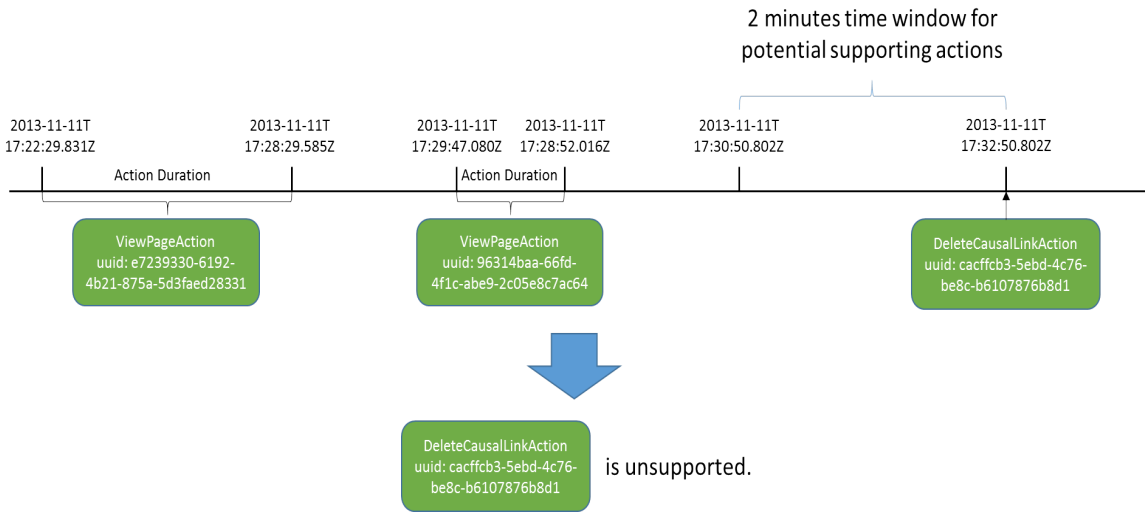 2 minutes time window for
potential supporting actions
2013-11-11T
17:22:29.831Z
2013-11-11T
17:28:29.585Z
2013-11-11T
17:29:47.080Z
2013-11-11T
17:28:52.016Z
2013-11-11T
17:30:50.802Z
2013-11-11T
17:32:50.802Z
Action Duration
Action Duration
ViewPageAction
uuid: e7239330-6192-
4b21-875a-5d3faed28331
ViewPageAction
uuid: 96314baa-66fd-
4f1c-abe9-2c05e8c7ac64
DeleteCausalLinkAction
uuid: cacffcb3-5ebd-4c76-
be8c-b6107876b8d1
DeleteCausalLinkAction
uuid: cacffcb3-5ebd-4c76-
be8c-b6107876b8d1
is unsupported.